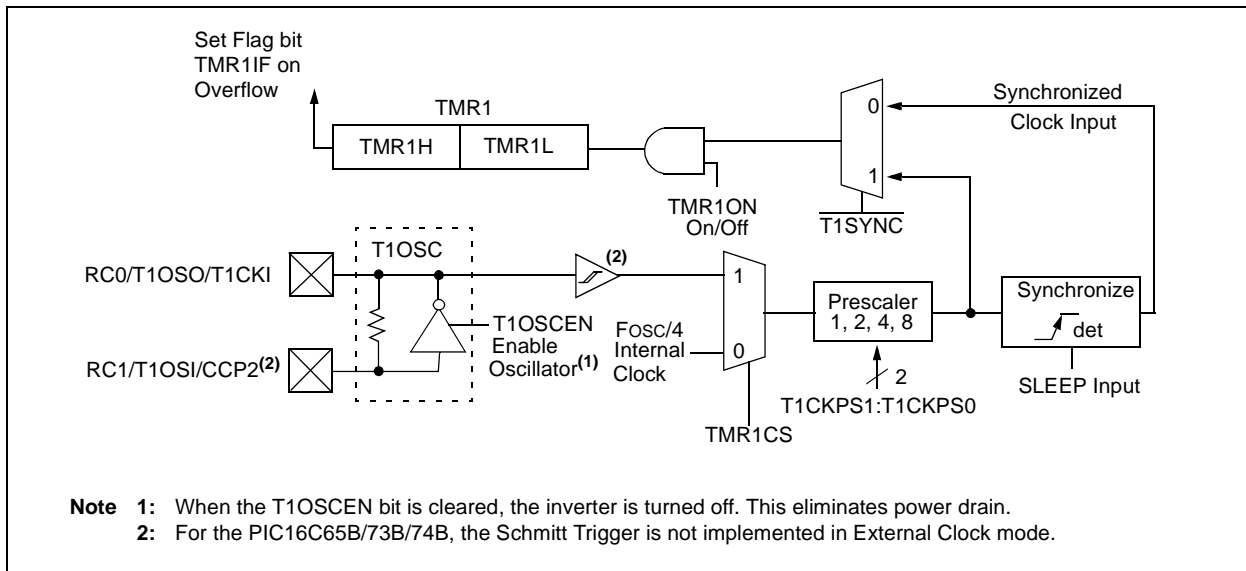 Set Flag bit
TMR1IF on
Overflow
TMR1
TMR1H
TMR1L
TMR1ON
On/Off
0
1
T1SYNC
Synchronized
Clock Input
T1OSC
RC0/T1OSO/T1CKI
RC1/T1OSI/CCP2(2)
T1OSCEN
Enable
Oscillator(1)
(2)
FOSC/4
Internal
Clock
1
0
TMR1CS
Prescaler
1, 2, 4, 8
2
T1CKPS1:T1CKPS0
Synchronize
det
SLEEP Input
Note 1: When the T1OSCEN bit is cleared, the inverter is turned off. This eliminates power drain.
2: For the PIC16C65B/73B/74B, the Schmitt Trigger is not implemented in External Clock mode.